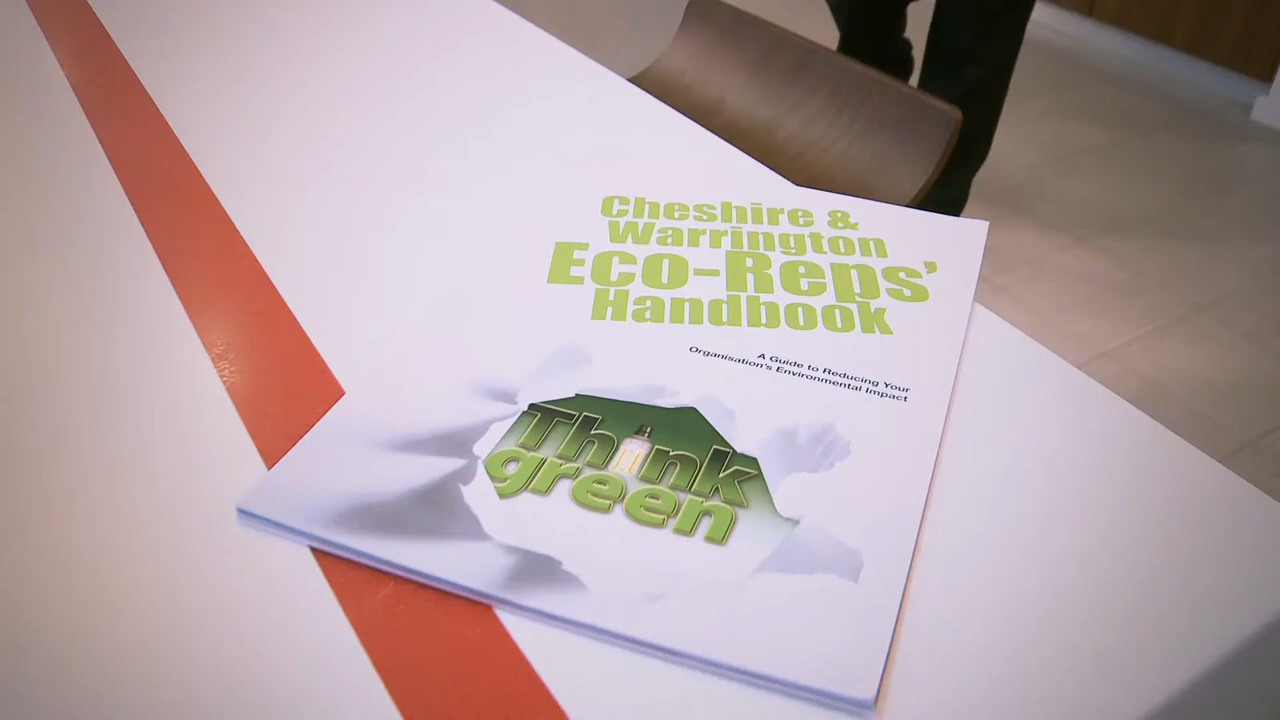 Cheshire &
Warrington
Eco-Reps'
Handbook
A Guide to Reducing Your
Organisation's Environmental Impact
Think
green